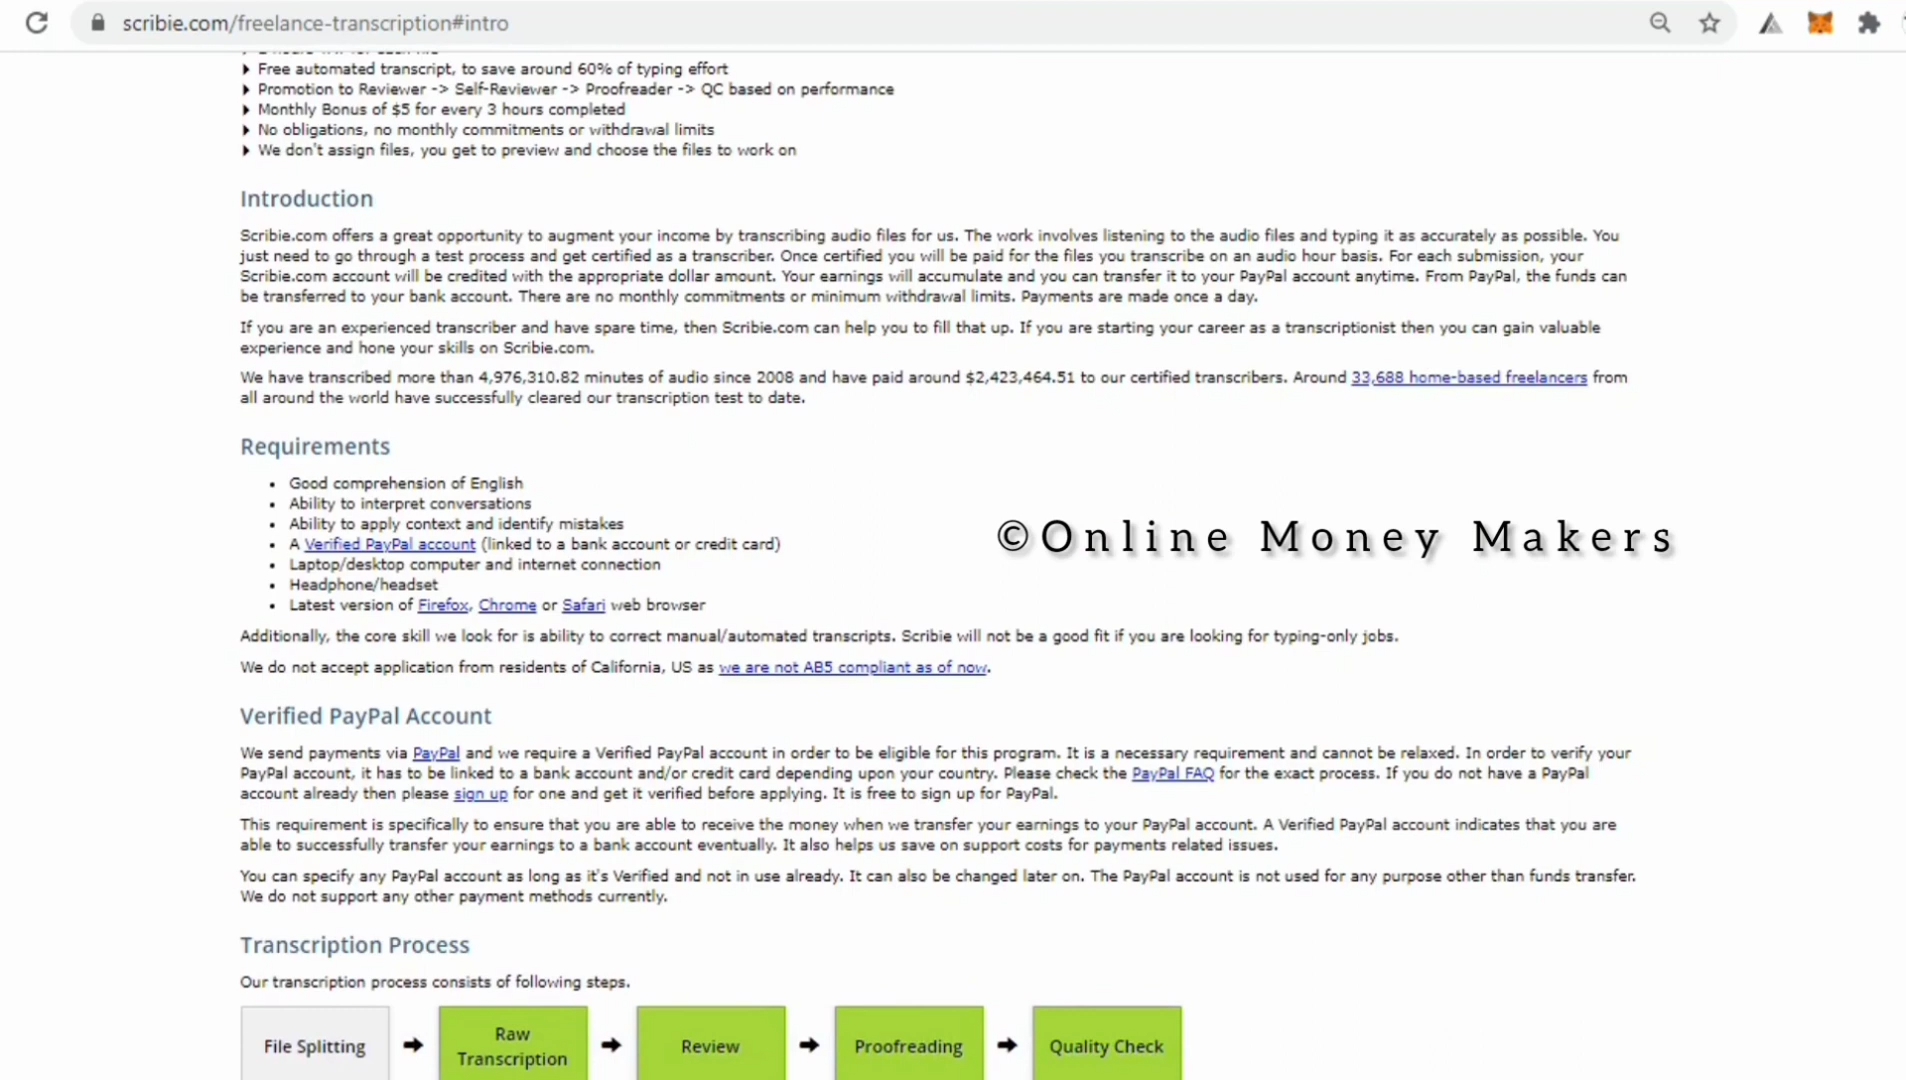 scribie.com/freelance-transcription#intro
Free automated transcript, to save around 60% of typing effort
Promotion to Reviewer -> Self-Reviewer -> Proofreader -> QC based on performance
Monthly Bonus of $5 for every 3 hours completed
No obligations, no monthly commitments or withdrawal limits
We don't assign files, you get to preview and choose the files to work on
Introduction
Scribie.com offers a great opportunity to augment your income by transcribing audio files for us. The work involves listening to the audio files and typing it as accurately as possible. You
just need to go through a test process and get certified as a transcriber. Once certified you will be paid for the files you transcribe on an audio hour basis. For each submission, your
Scribie.com account will be credited with the appropriate dollar amount. Your earnings will accumulate and you can transfer it to your PayPal account anytime. From PayPal, the funds can
be transferred to your bank account. There are no monthly commitments or minimum withdrawal limits. Payments are made once a day.
If you are an experienced transcriber and have spare time, then Scribie.com can help you to fill that up. If you are starting your career as a transcriptionist then you can gain valuable
experience and hone your skills on Scribie.com.
We have transcribed more than 4,976,310.82 minutes of audio since 2008 and have paid around $2,423,464.51 to our certified transcribers. Around 33,688 home-based freelancers from
all around the world have successfully cleared our transcription test to date.
Requirements
• Good comprehension of English
• Ability to interpret conversations
• Ability to apply context and identify mistakes
• A Verified PayPal account (linked to a bank account or credit card)
• Laptop/desktop computer and internet connection
• Headphone/headset
• Latest version of Firefox, Chrome or Safari web browser
©Online Money Makers
Additionally, the core skill we look for is ability to correct manual/automated transcripts. Scribie will not be a good fit if you are looking for typing-only jobs.
We do not accept application from residents of California, US as we are not AB5 compliant as of now.
Verified PayPal Account
We send payments via PayPal and we require a Verified PayPal account in order to be eligible for this program. It is a necessary requirement and cannot be relaxed. In order to verify your
PayPal account, it has to be linked to a bank account and/or credit card depending upon your country. Please check the PayPal FAQ for the exact process. If you do not have a PayPal
account already then please sign up for one and get it verified before applying. It is free to sign up for PayPal.
This requirement is specifically to ensure that you are able to receive the money when we transfer your earnings to your PayPal account. A Verified PayPal account indicates that you are
able to successfully transfer your earnings to a bank account eventually. It also helps us save on support costs for payments related issues.
You can specify any PayPal account as long as it's Verified and not in use already. It can also be changed later on. The PayPal account is not used for any purpose other than funds transfer.
We do not support any other payment methods currently.
Transcription Process
Our transcription process consists of following steps.
File Splitting
Raw
Transcription
Review
Proofreading
Quality Check